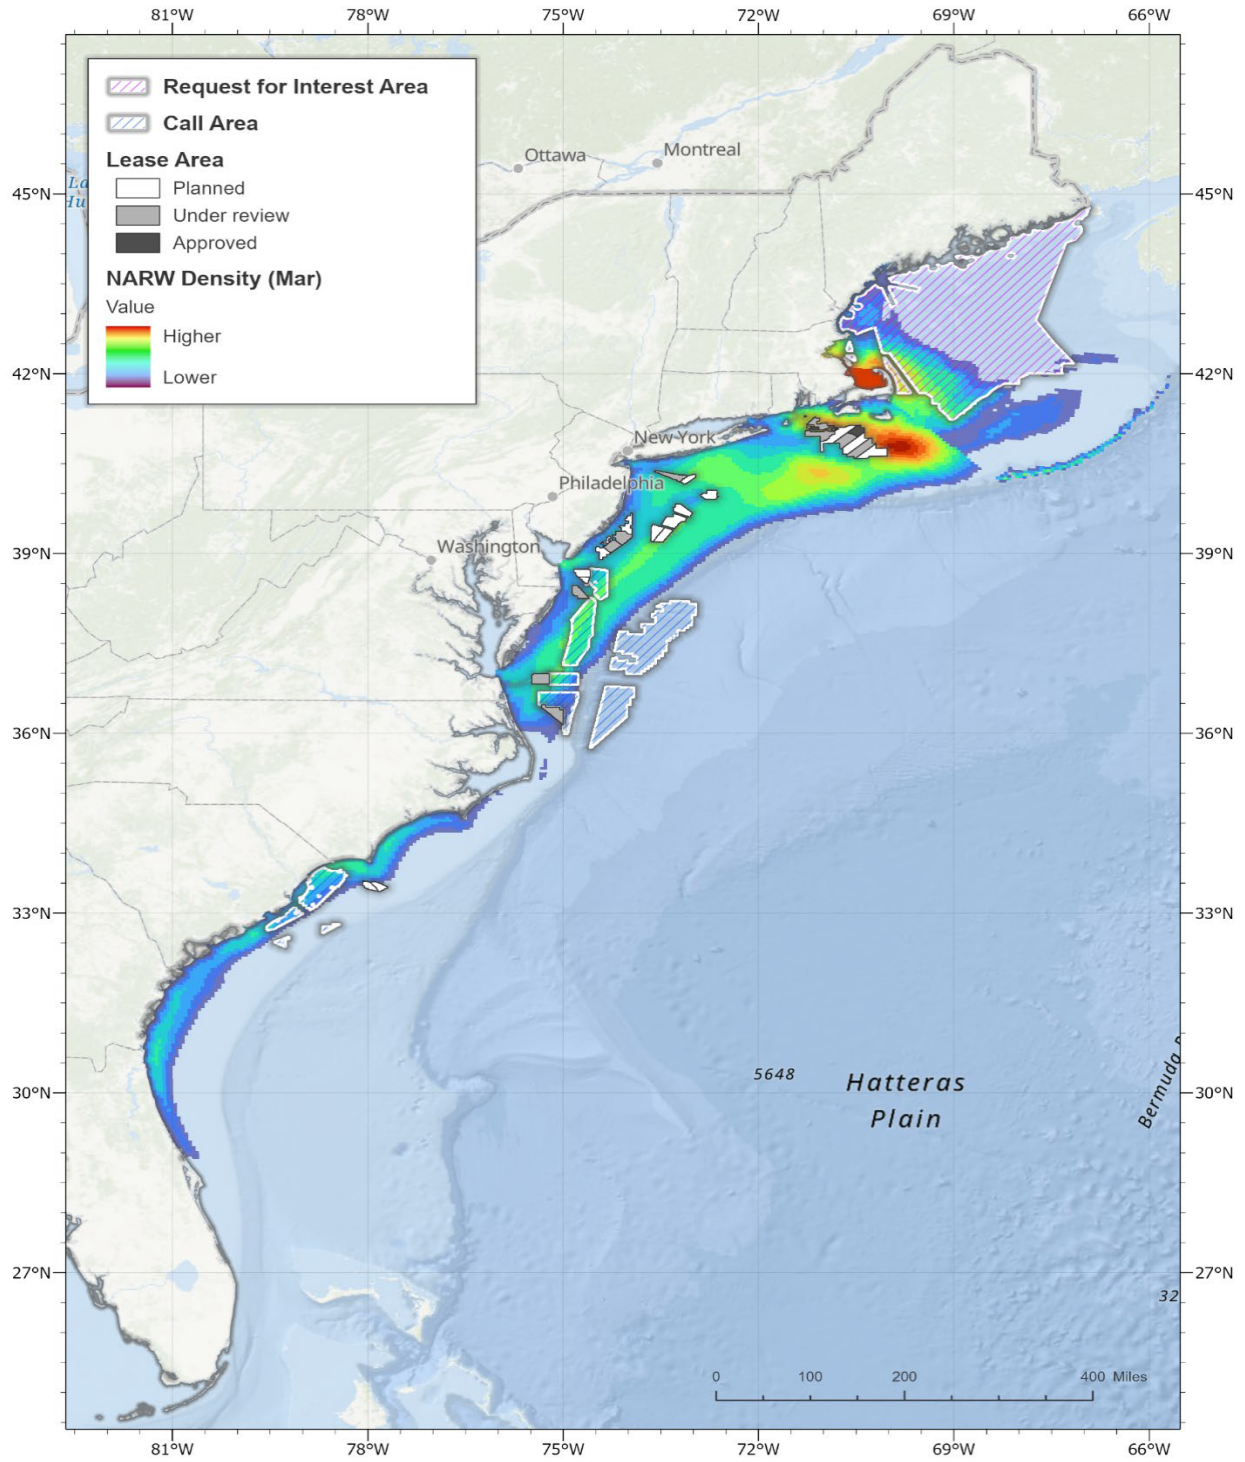 81°W 78°W 75°W 72°W 69°W 66°W
Request for Interest Area
Call Area
Lease Area
Planned
Under review
Approved
NARW Density (Mar)
Value
Higher
Lower
La
Hu
Ottawa
Montreal
45°N 45°N
42°N 42°N
New York
Philadelphia
39°N 39°N
Washington
36°N 36°N
33°N 33°N
30°N 30°N
5648
Hatteras
Plain
Bermuda
27°N 27°N
32
0 100 200 400 Miles
81°W 78°W 75°W 72°W 69°W 66°W